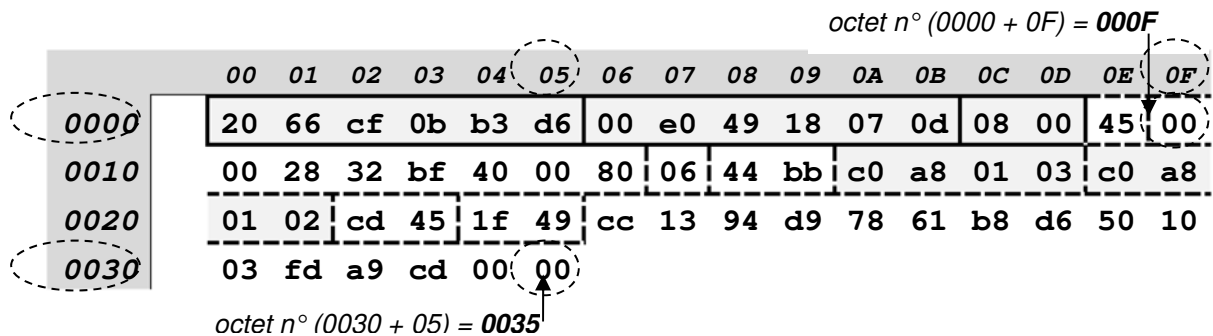 octet n° (0000 + 0F) = 000F
00 01 02 03 04 05 06 07 08 09 0A 0B 0C 0D 0E 0F
0000 20 66 cf 0b b3 d6 00 e0 49 18 07 0d 08 00 45 00
0010 00 28 32 bf 40 00 80 06 44 bb c0 a8 01 03 c0 a8
0020 01 02 cd 45 1f 49 cc 13 94 d9 78 61 b8 d6 50 10
0030 03 fd a9 cd 00 00
octet n° (0030 + 05) = 0035